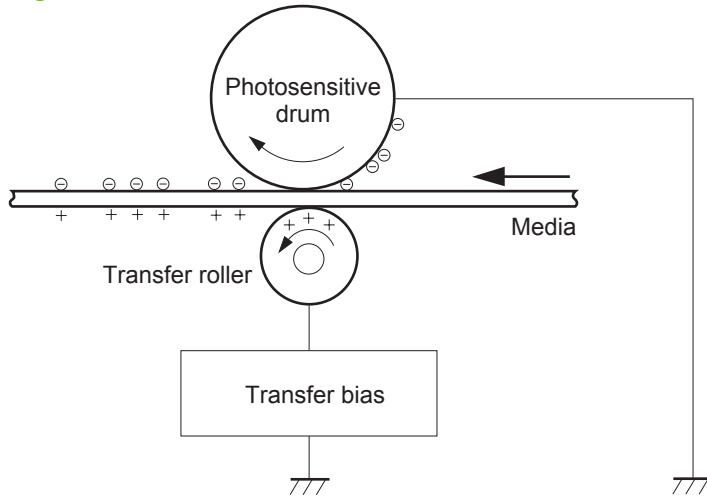 Photosensitive
drum
Media
Transfer roller
Transfer bias